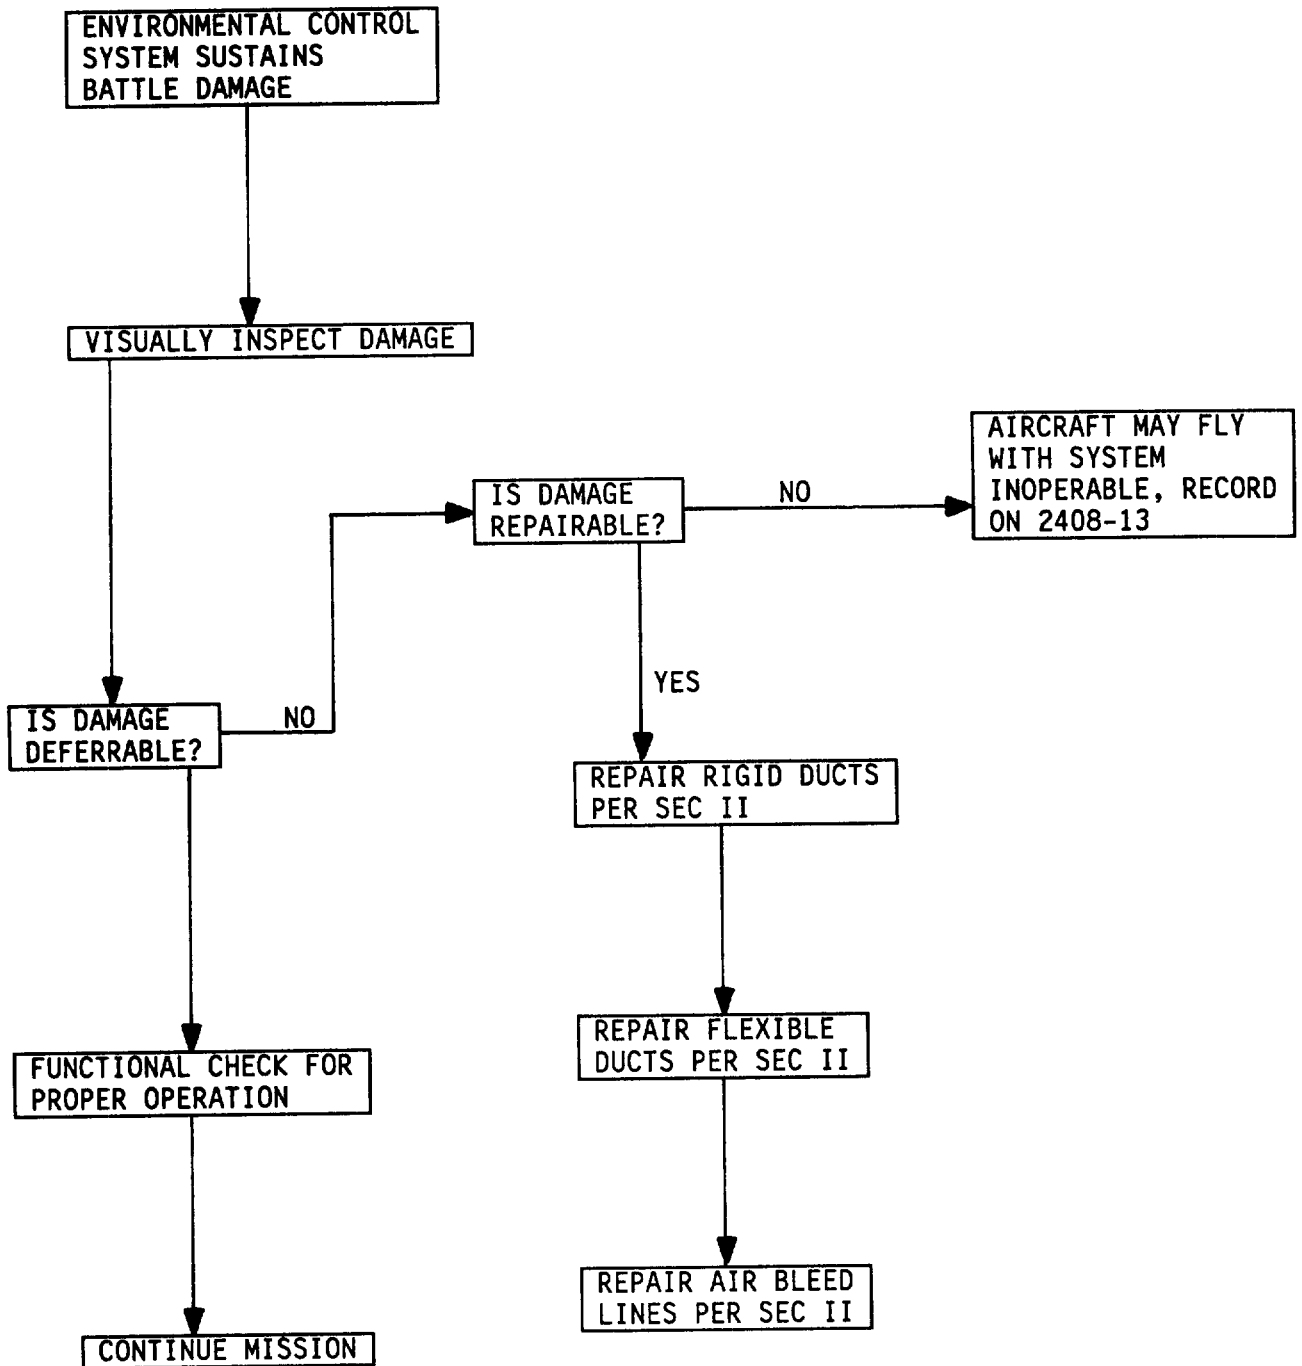 ENVIRONMENTAL CONTROL
SYSTEM SUSTAINS
BATTLE DAMAGE
VISUALLY INSPECT DAMAGE
IS DAMAGE
REPAIRABLE?
NO
AIRCRAFT MAY FLY
WITH SYSTEM
INOPERABLE, RECORD
ON 2408-13
YES
IS DAMAGE
DEFERRABLE?
NO
REPAIR RIGID DUCTS
PER SEC II
REPAIR FLEXIBLE
DUCTS PER SEC II
FUNCTIONAL CHECK FOR
PROPER OPERATION
REPAIR AIR BLEED
LINES PER SEC II
CONTINUE MISSION